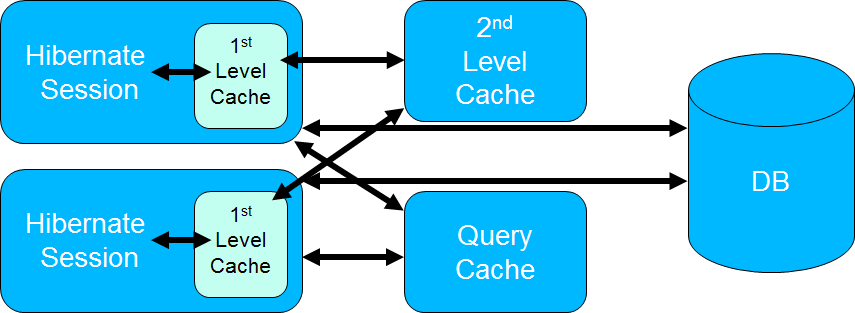 Hibernate
Session
1st
Level
Cache
2nd
Level
Cache
DB
Hibernate
Session
1st
Level
Cache
Query
Cache